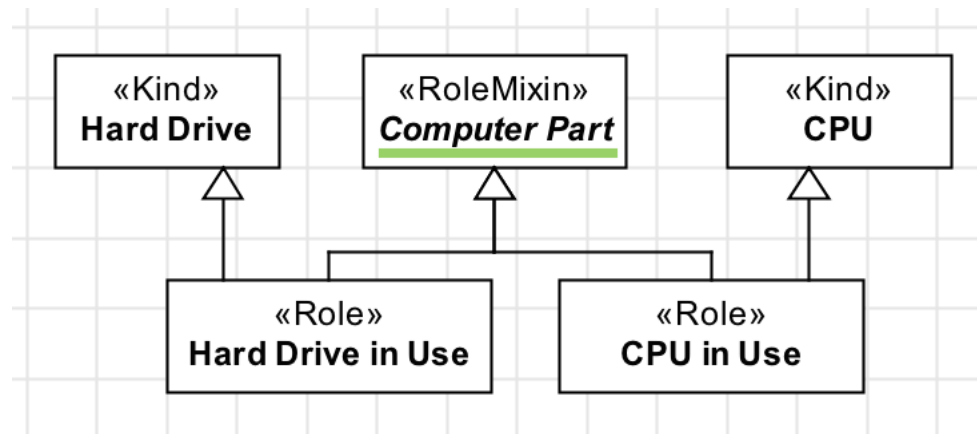 «Kind»
Hard Drive
«RoleMixin»
Computer Part
«Kind»
CPU
«Role»
Hard Drive in Use
«Role»
CPU in Use